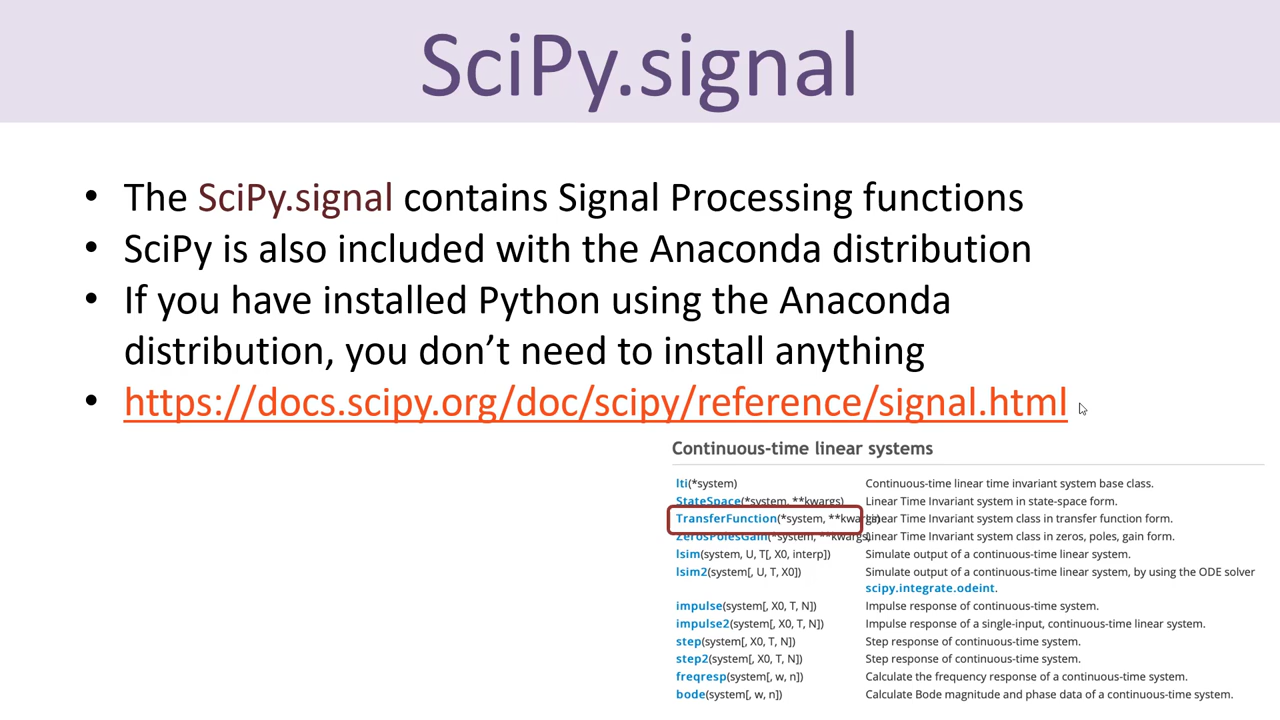 SciPy.signal
• The SciPy.signal contains Signal Processing functions
• SciPy is also included with the Anaconda distribution
• If you have installed Python using the Anaconda
distribution, you don’t need to install anything
• https://docs.scipy.org/doc/scipy/reference/signal.html
Continuous-time linear systems
lti(*system) Continuous-time linear time invariant system base class.
StateSpace(*system, **kwargs) Linear Time Invariant system in state-space form.
TransferFunction(*system, **kwargs) Linear Time Invariant system class in transfer function form.
ZerosPolesGain(*system, **kwargs) Linear Time Invariant system class in zeros, poles, gain form.
lsim(system, U, T[, X0, interp]) Simulate output of a continuous-time linear system.
lsim2(system[, U, T, X0]) Simulate output of a continuous-time linear system, by using the ODE solver
scipy.integrate.odeint.
impulse(system[, X0, T, N]) Impulse response of continuous-time system.
impulse2(system[, X0, T, N]) Impulse response of a single-input, continuous-time linear system.
step(system[, X0, T, N]) Step response of continuous-time system.
step2(system[, X0, T, N]) Step response of continuous-time system.
freqresp(system[, w, n]) Calculate the frequency response of a continuous-time system.
bode(system[, w, n]) Calculate Bode magnitude and phase data of a continuous-time system.